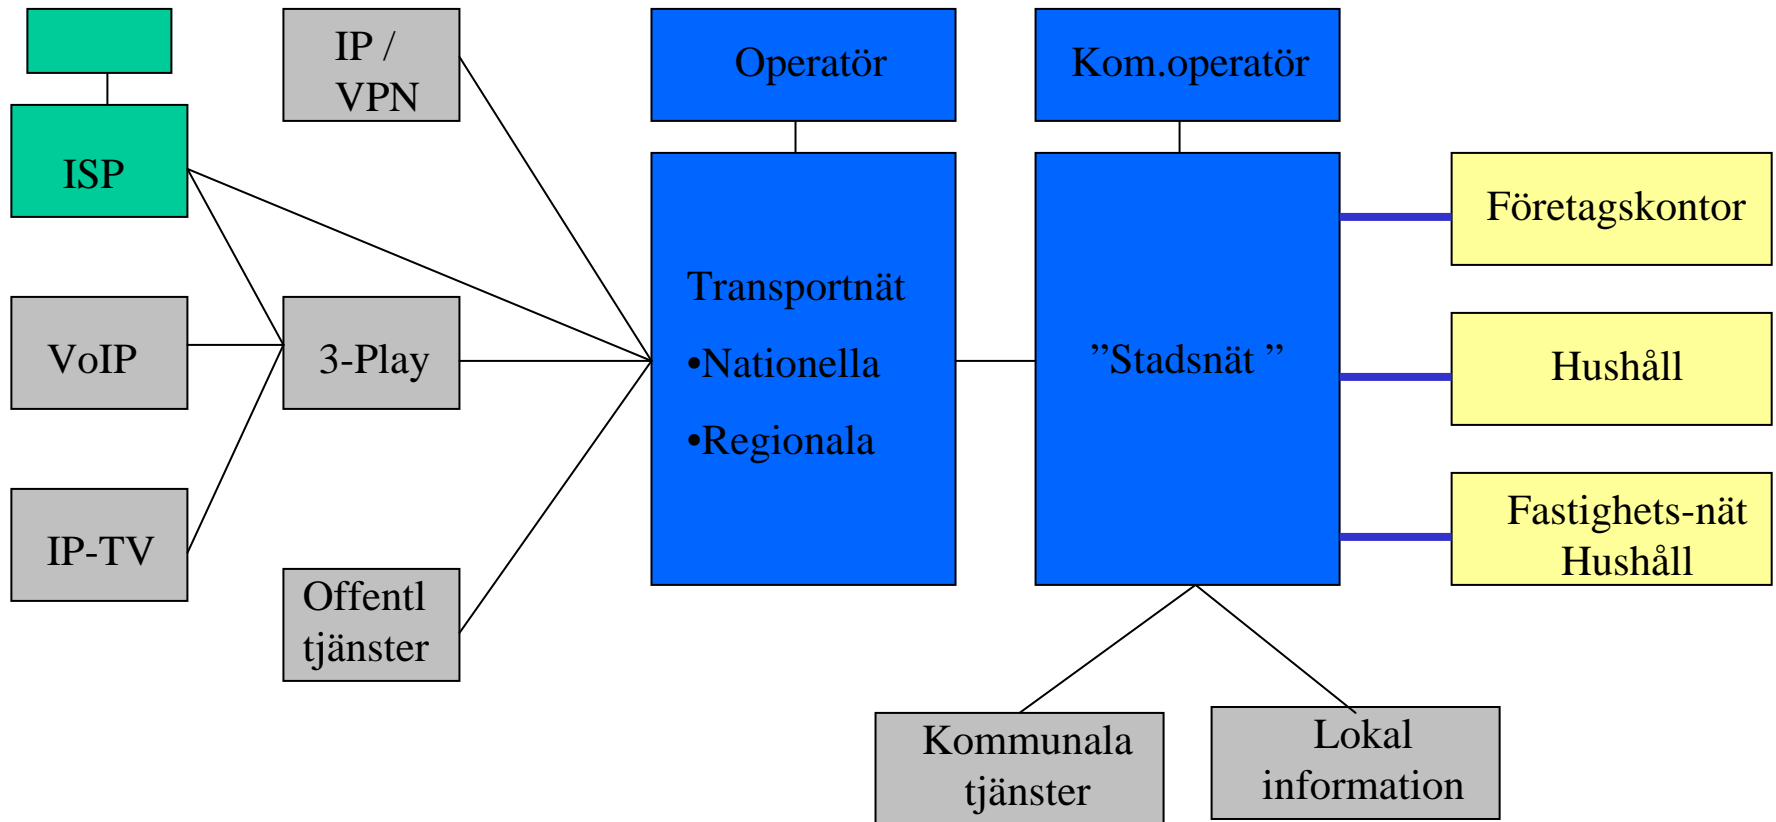 IP /
VPN
Operatör
Kom.operatör
ISP
Företagskontor
Transportnät
•Nationella
•Regionala
VoIP
3-Play
”Stadsnät ”
Hushåll
IP-TV
Fastighets-nät
Hushåll
Offentl
tjänster
Kommunala
tjänster
Lokal
information